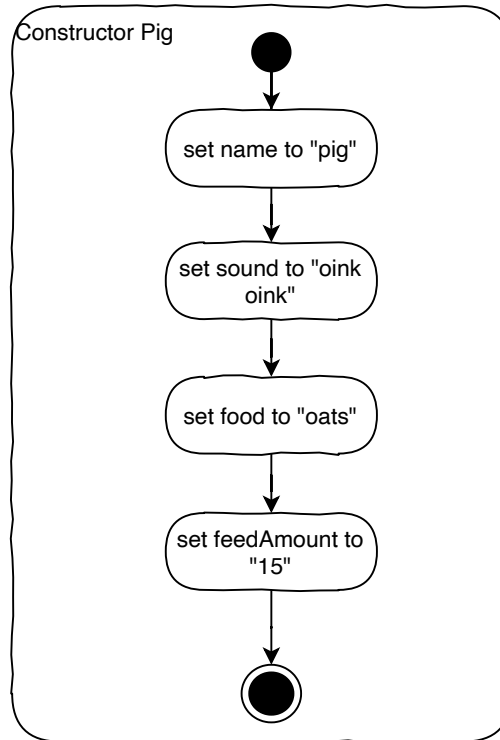 Constructor Pig
set name to "pig"
set sound to "oink
oink"
set food to "oats"
set feedAmount to
"15"